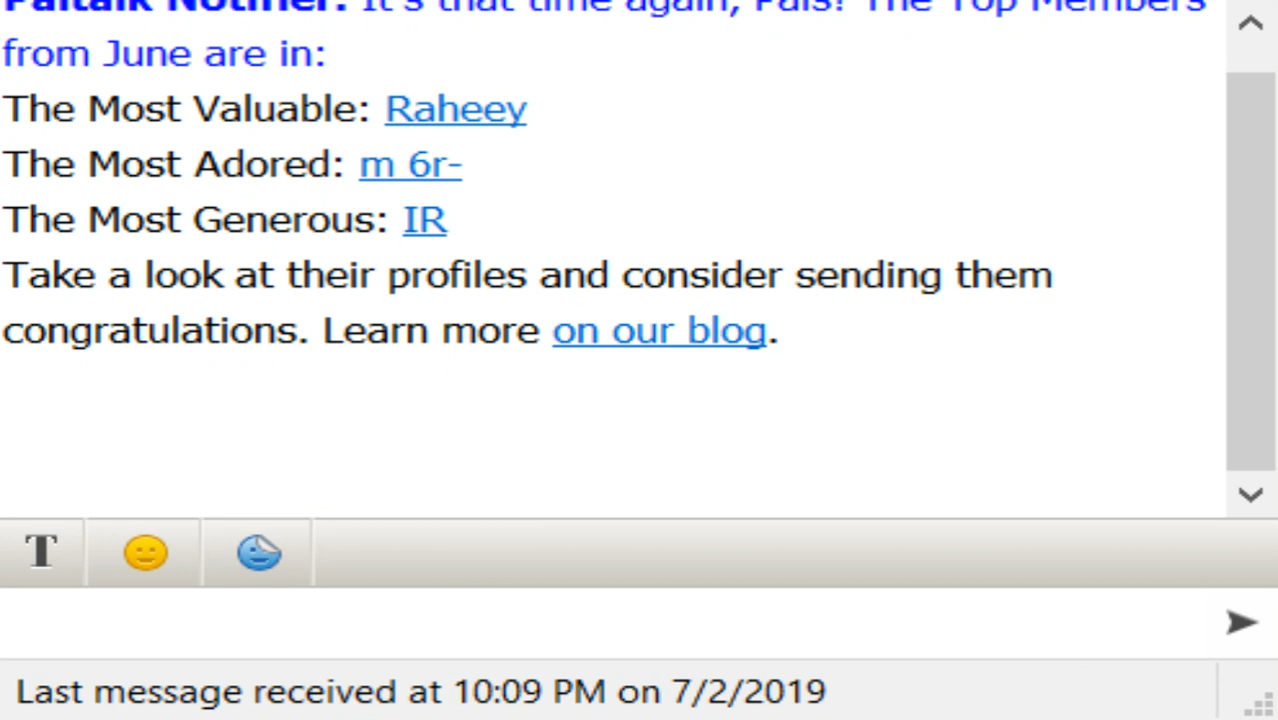 Paltalk Notifier: It's that time again, Pals! The Top Members
from June are in:
The Most Valuable: Raheey
The Most Adored: m 6r-
The Most Generous: IR
Take a look at their profiles and consider sending them
congratulations. Learn more on our blog.
T
Last message received at 10:09 PM on 7/2/2019